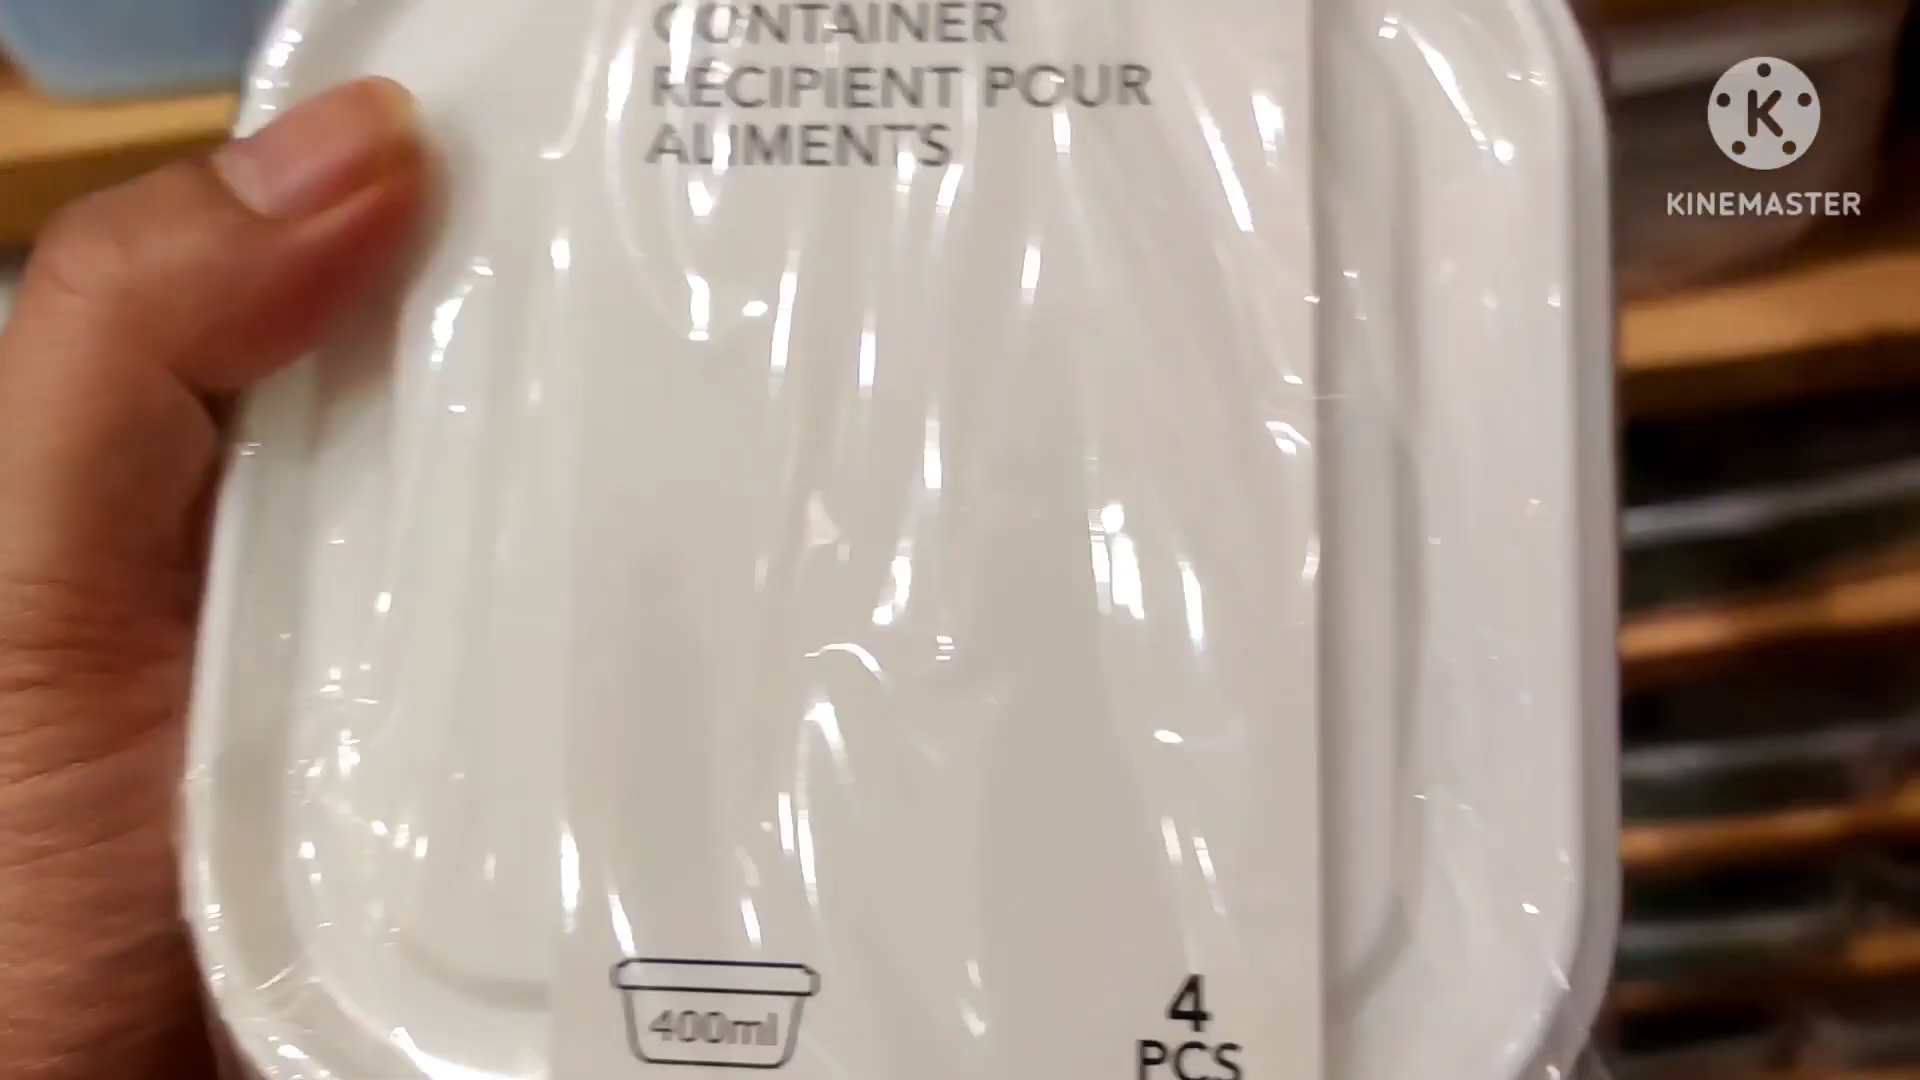 CONTAINER
RÉCIPIENT POUR
ALIMENTS
K
KINEMASTER
400ml
4
PCS